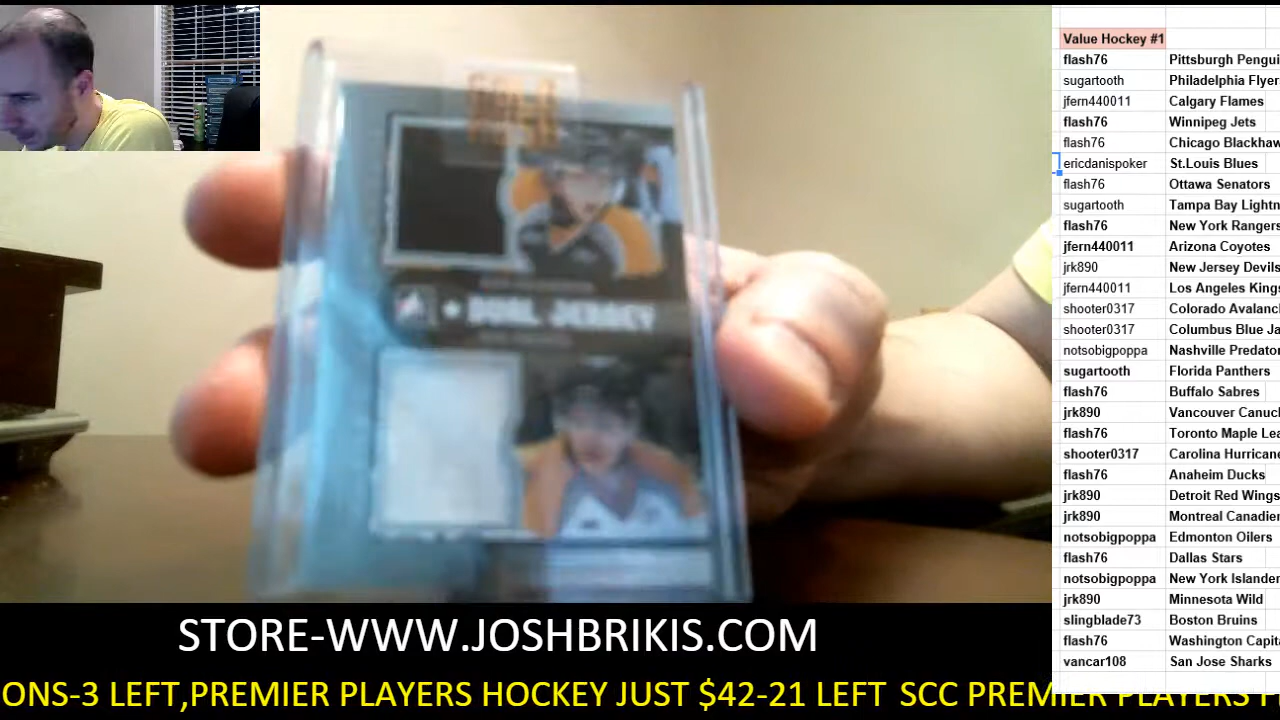 Value Hockey #1
flash76 Pittsburgh Pengui
sugartooth Philadelphia Flyer
jfern440011 Calgary Flames
flash76 Winnipeg Jets
flash76 Chicago Blackhaw
ericdanispoker St.Louis Blues
flash76 Ottawa Senators
sugartooth Tampa Bay Lightn
flash76 New York Rangers
jfern440011 Arizona Coyotes
jrk890 New Jersey Devils
jfern440011 Los Angeles Kings
shooter0317 Colorado Avalanc
shooter0317 Columbus Blue Ja
notsobigpoppa Nashville Predator
sugartooth Florida Panthers
flash76 Buffalo Sabres
jrk890 Vancouver Canuc
flash76 Toronto Maple Lea
shooter0317 Carolina Hurricane
flash76 Anaheim Ducks
jrk890 Detroit Red Wings
jrk890 Montreal Canadien
notsobigpoppa Edmonton Oilers
flash76 Dallas Stars
notsobigpoppa New York Islander
jrk890 Minnesota Wild
slingblade73 Boston Bruins
flash76 Washington Capita
vancar108 San Jose Sharks
DUAL JERSEY
STORE-WWW.JOSHBRIKIS.COM
ONS-3 LEFT,PREMIER PLAYERS HOCKEY JUST $42-21 LEFT SCC PREMIER PLAYERS